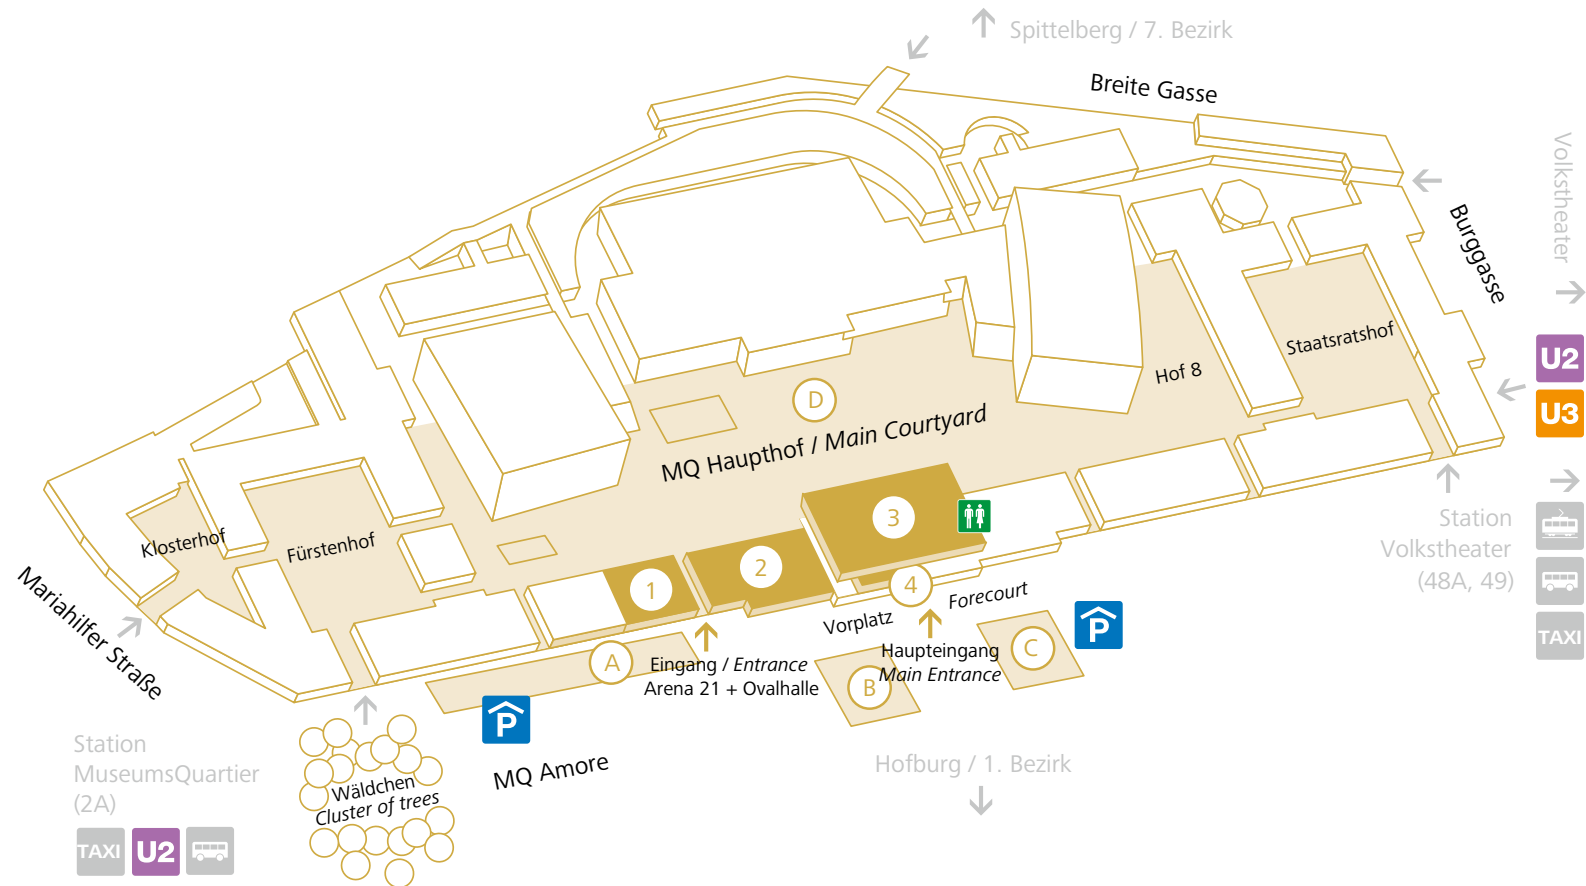 Spittelberg / 7. Bezirk
Breite Gasse
Volkstheater
Burggasse
U2
U3
Staatsratshof
Hof 8
D
MQ Haupthof / Main Courtyard
3
Klosterhof
Fürstenhof
1
2
4
Station
Volkstheater
(48A, 49)
TAXI
Mariahilfer Straße
Vorplatz
Forecourt
A
Eingang / Entrance
Arena 21 + Ovalhalle
B
Haupteingang
Main Entrance
C
P
P
MQ Amore
Hofburg / 1. Bezirk
Station
MuseumsQuartier
(2A)
TAXI
U2
Wäldchen
Cluster of trees